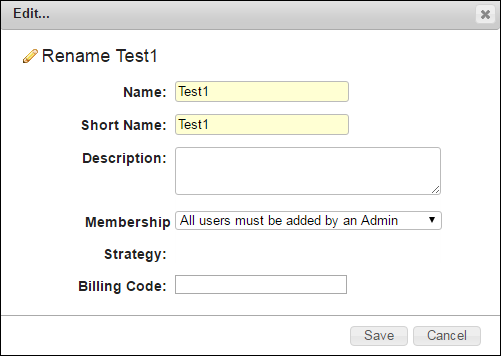 Edit...
Rename Test1
Name: Test1
Short Name: Test1
Description:
Membership All users must be added by an Admin
Strategy:
Billing Code:
Save Cancel